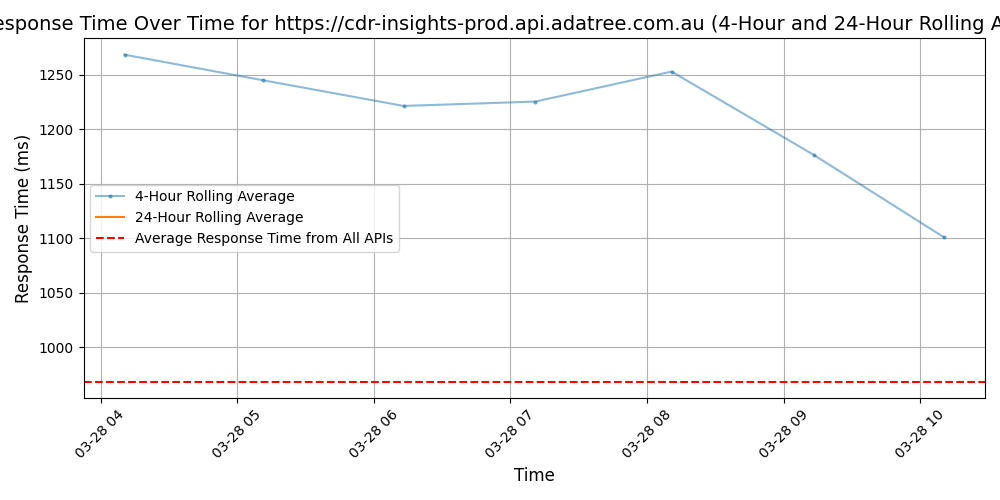 esponse Time Over Time for https://cdr-insights-prod.api.adatree.com.au (4-Hour and 24-Hour Rolling A
Response Time (ms)
1250
1200
1150
1100
1050
1000
4-Hour Rolling Average
24-Hour Rolling Average
Average Response Time from All APIs
03-28 04
03-28 05
03-28 06
03-28 07
03-28 08
03-28 09
03-28 10
Time